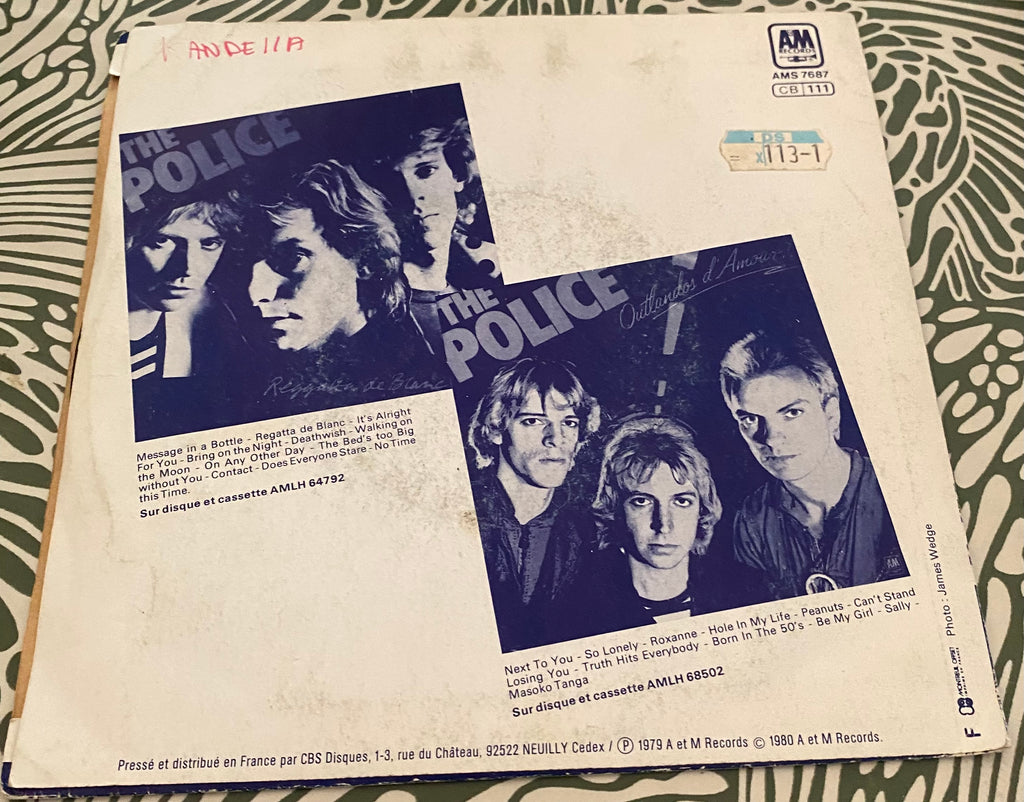 ANDELLA
A&M
RECORDS
AMS 7687
CB 111
PS
= x113-1
THE
POLICE
Reggatta de Blanc
Message in a Bottle - Regatta de Blanc - It's Alright
For You - Bring on the Night - Deathwish - Walking on
the Moon - On Any Other Day - The Bed's too Big
without You - Contact - Does Everyone Stare - No Time
this Time.
Sur disque et cassette AMLH 64792
THE
POLICE
Outlandos d'Amour
AM
Next To You - So Lonely - Roxanne - Hole In My Life - Peanuts - Can't Stand
Losing You - Truth Hits Everybody - Born In The 50's - Be My Girl - Sally -
Masoko Tanga
Sur disque et cassette AMLH 68502
Photo : James Wedge
F
Pressé et distribué en France par CBS Disques, 1-3, rue du Château, 92522 NEUILLY Cedex / Ⓟ 1979 A et M Records © 1980 A et M Records.